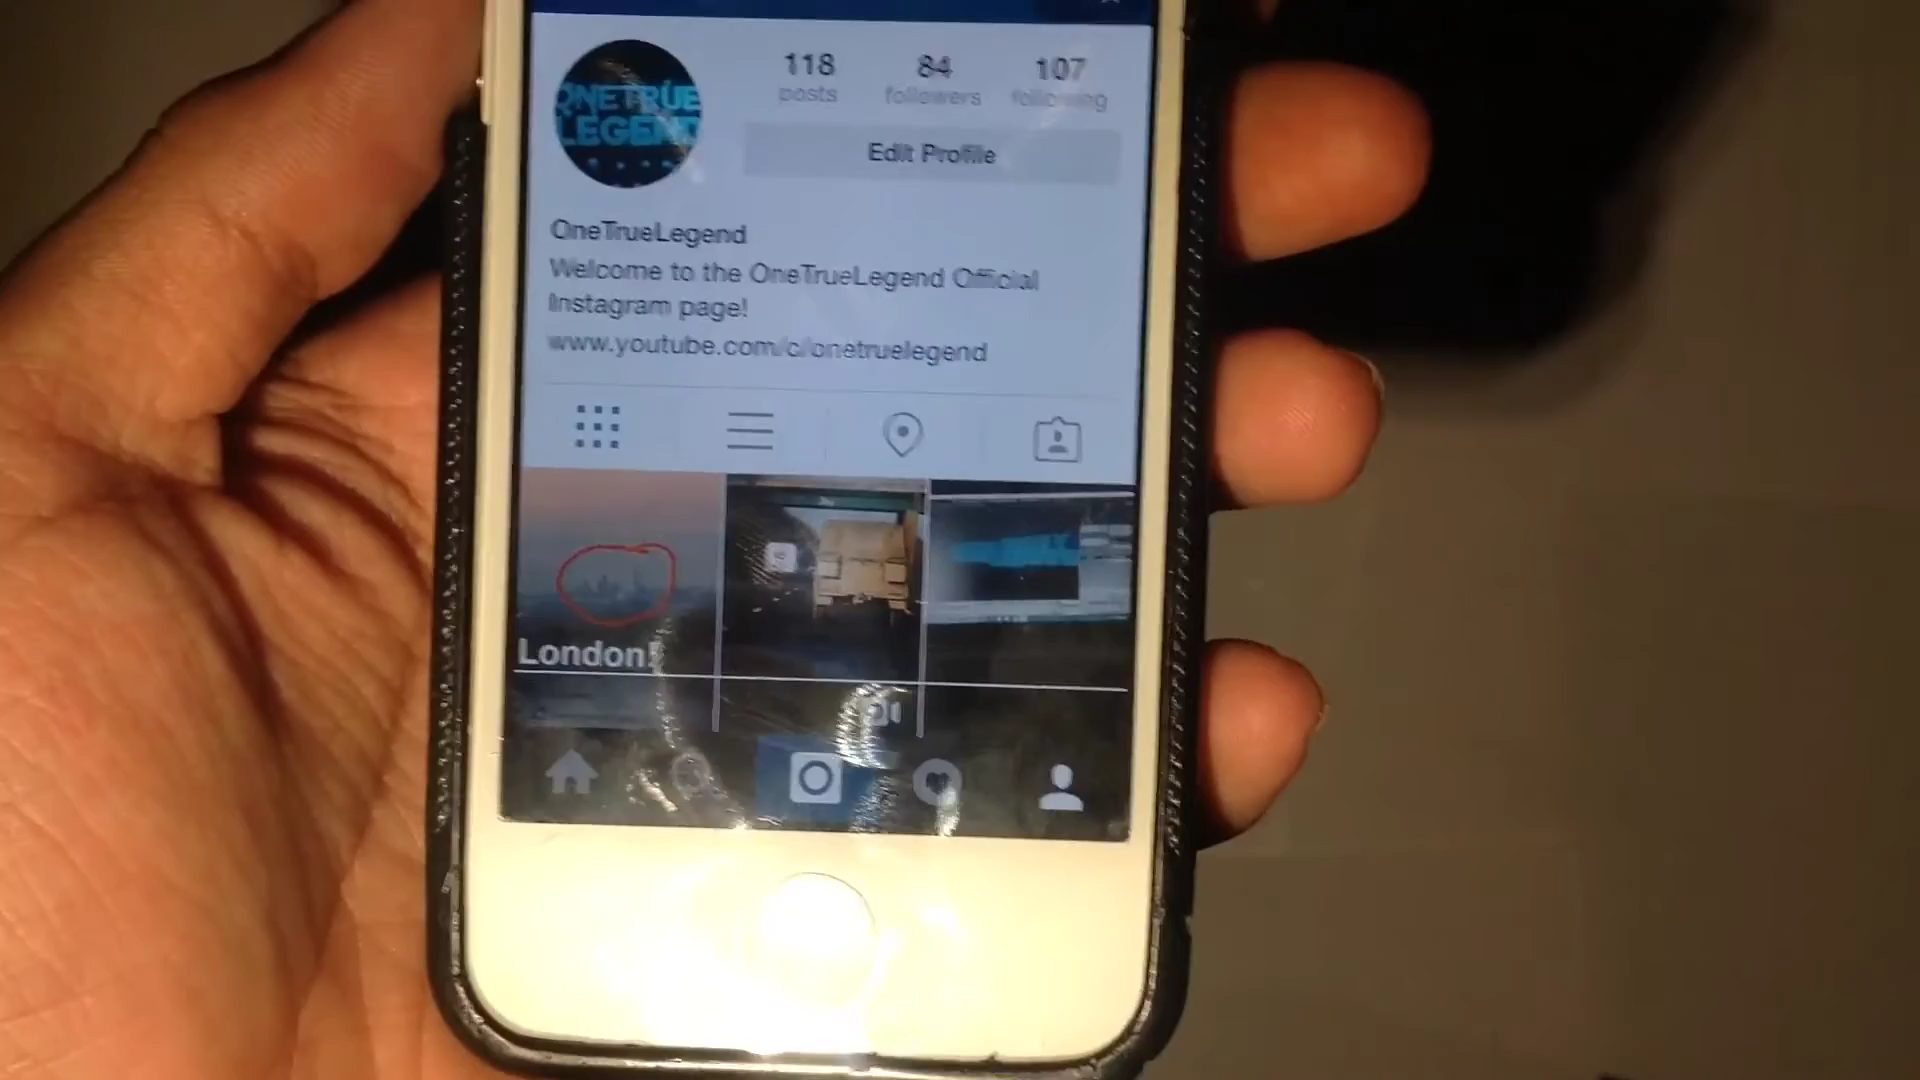 118
84
107
posts
followers
following
Edit Profile
ONETRUE
LEGEND
OneTrueLegend
Welcome to the OneTrueLegend Official
Instagram page!
www.youtube.com/c/onetruelegend
London!